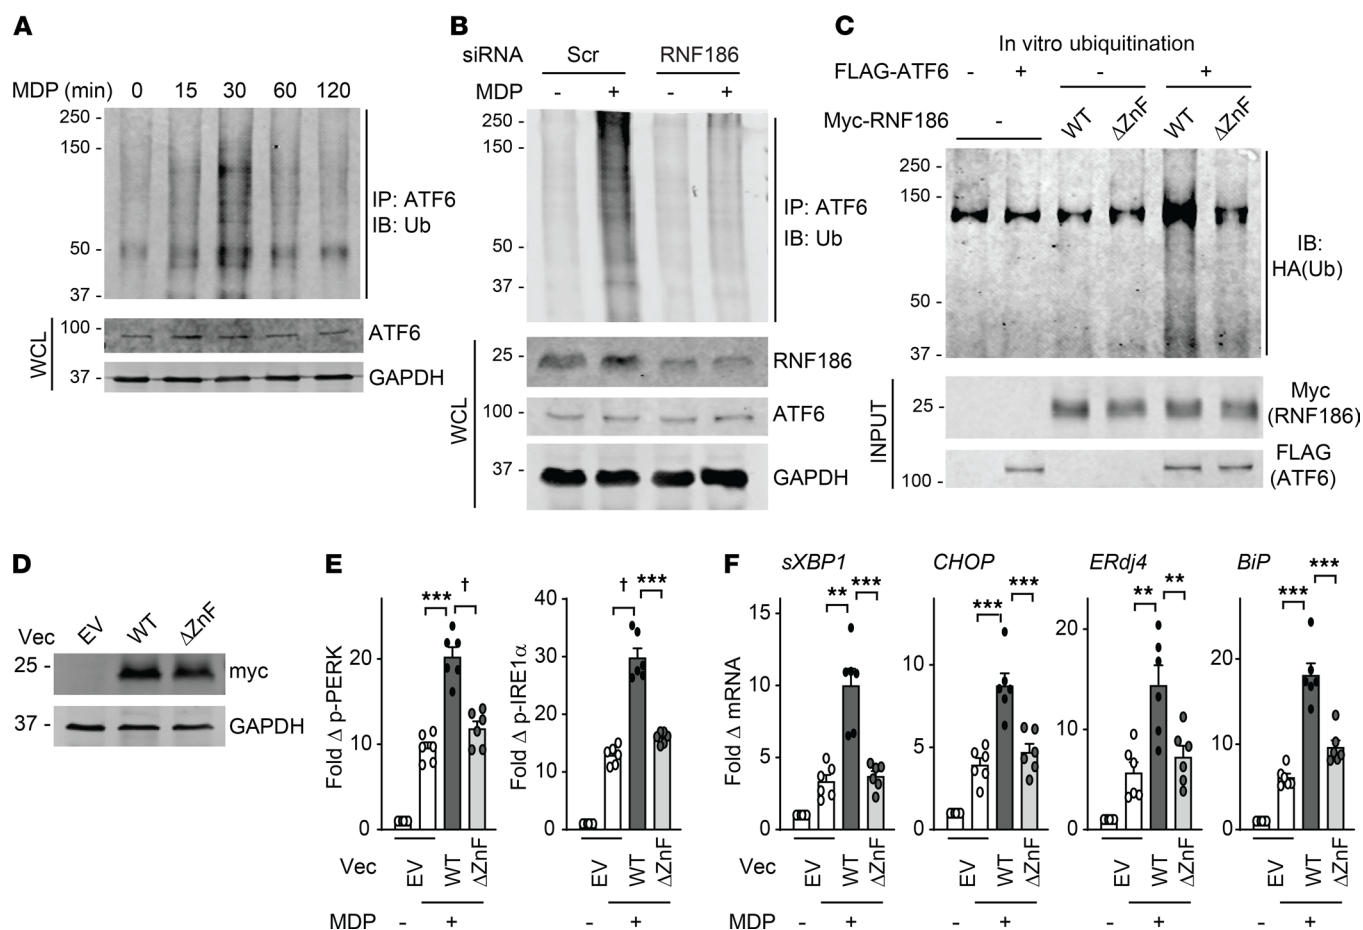 A
MDP (min) 0 15 30 60 120
250 -
150 -
50 -
37 -
IP: ATF6
IB: Ub
WCL
100 -
ATF6
37 -
GAPDH
B
siRNA Scr RNF186
MDP - + - +
250 -
150 -
50 -
37 -
IP: ATF6
IB: Ub
WCL
25 -
RNF186
100 -
ATF6
37 -
GAPDH
C
In vitro ubiquitination
FLAG-ATF6 - + - +
Myc-RNF186 - WT ΔZnF WT ΔZnF
250 -
150 -
50 -
37 -
IB:
HA(Ub)
INPUT
25 -
Myc
(RNF186)
100 -
FLAG
(ATF6)
D
Vec EV WT ΔZnF
25 -
myc
37 -
GAPDH
E
Fold Δ p-PERK
20
10
0
*** †
Vec EV WT ΔZnF
MDP - +
Fold Δ p-IRE1α
40
30
20
10
0
† ***
EV WT ΔZnF
- +
F
sXBP1
Fold Δ mRNA
15
10
5
0
** ***
Vec EV WT ΔZnF
MDP - +
CHOP
10
5
0
*** ***
EV WT ΔZnF
- +
ERdj4
20
10
0
** **
EV WT ΔZnF
- +
BiP
20
10
0
*** ***
EV WT ΔZnF
- +